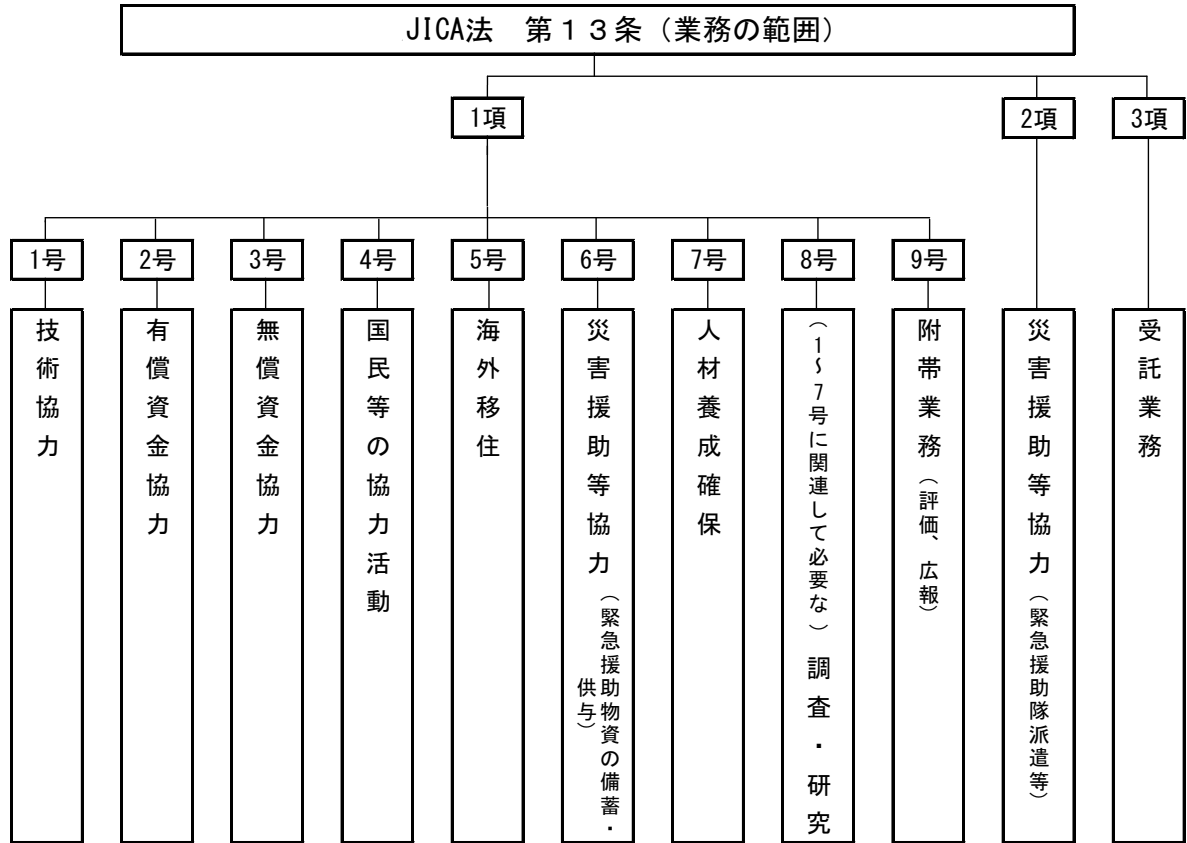 JICA法　第１３条（業務の範囲）
1項
2項
3項
1号
2号
3号
4号
5号
6号
7号
8号
9号
技術協力
有償資金協力
無償資金協力
国民等の協力活動
海外移住
災害援助等協力（緊急援助物資の備蓄・
供与）
人材養成確保
（1～7号に関連して必要な）調査・研究
附帯業務（評価、広報）
災害援助等協力（緊急援助隊派遣等）
受託業務